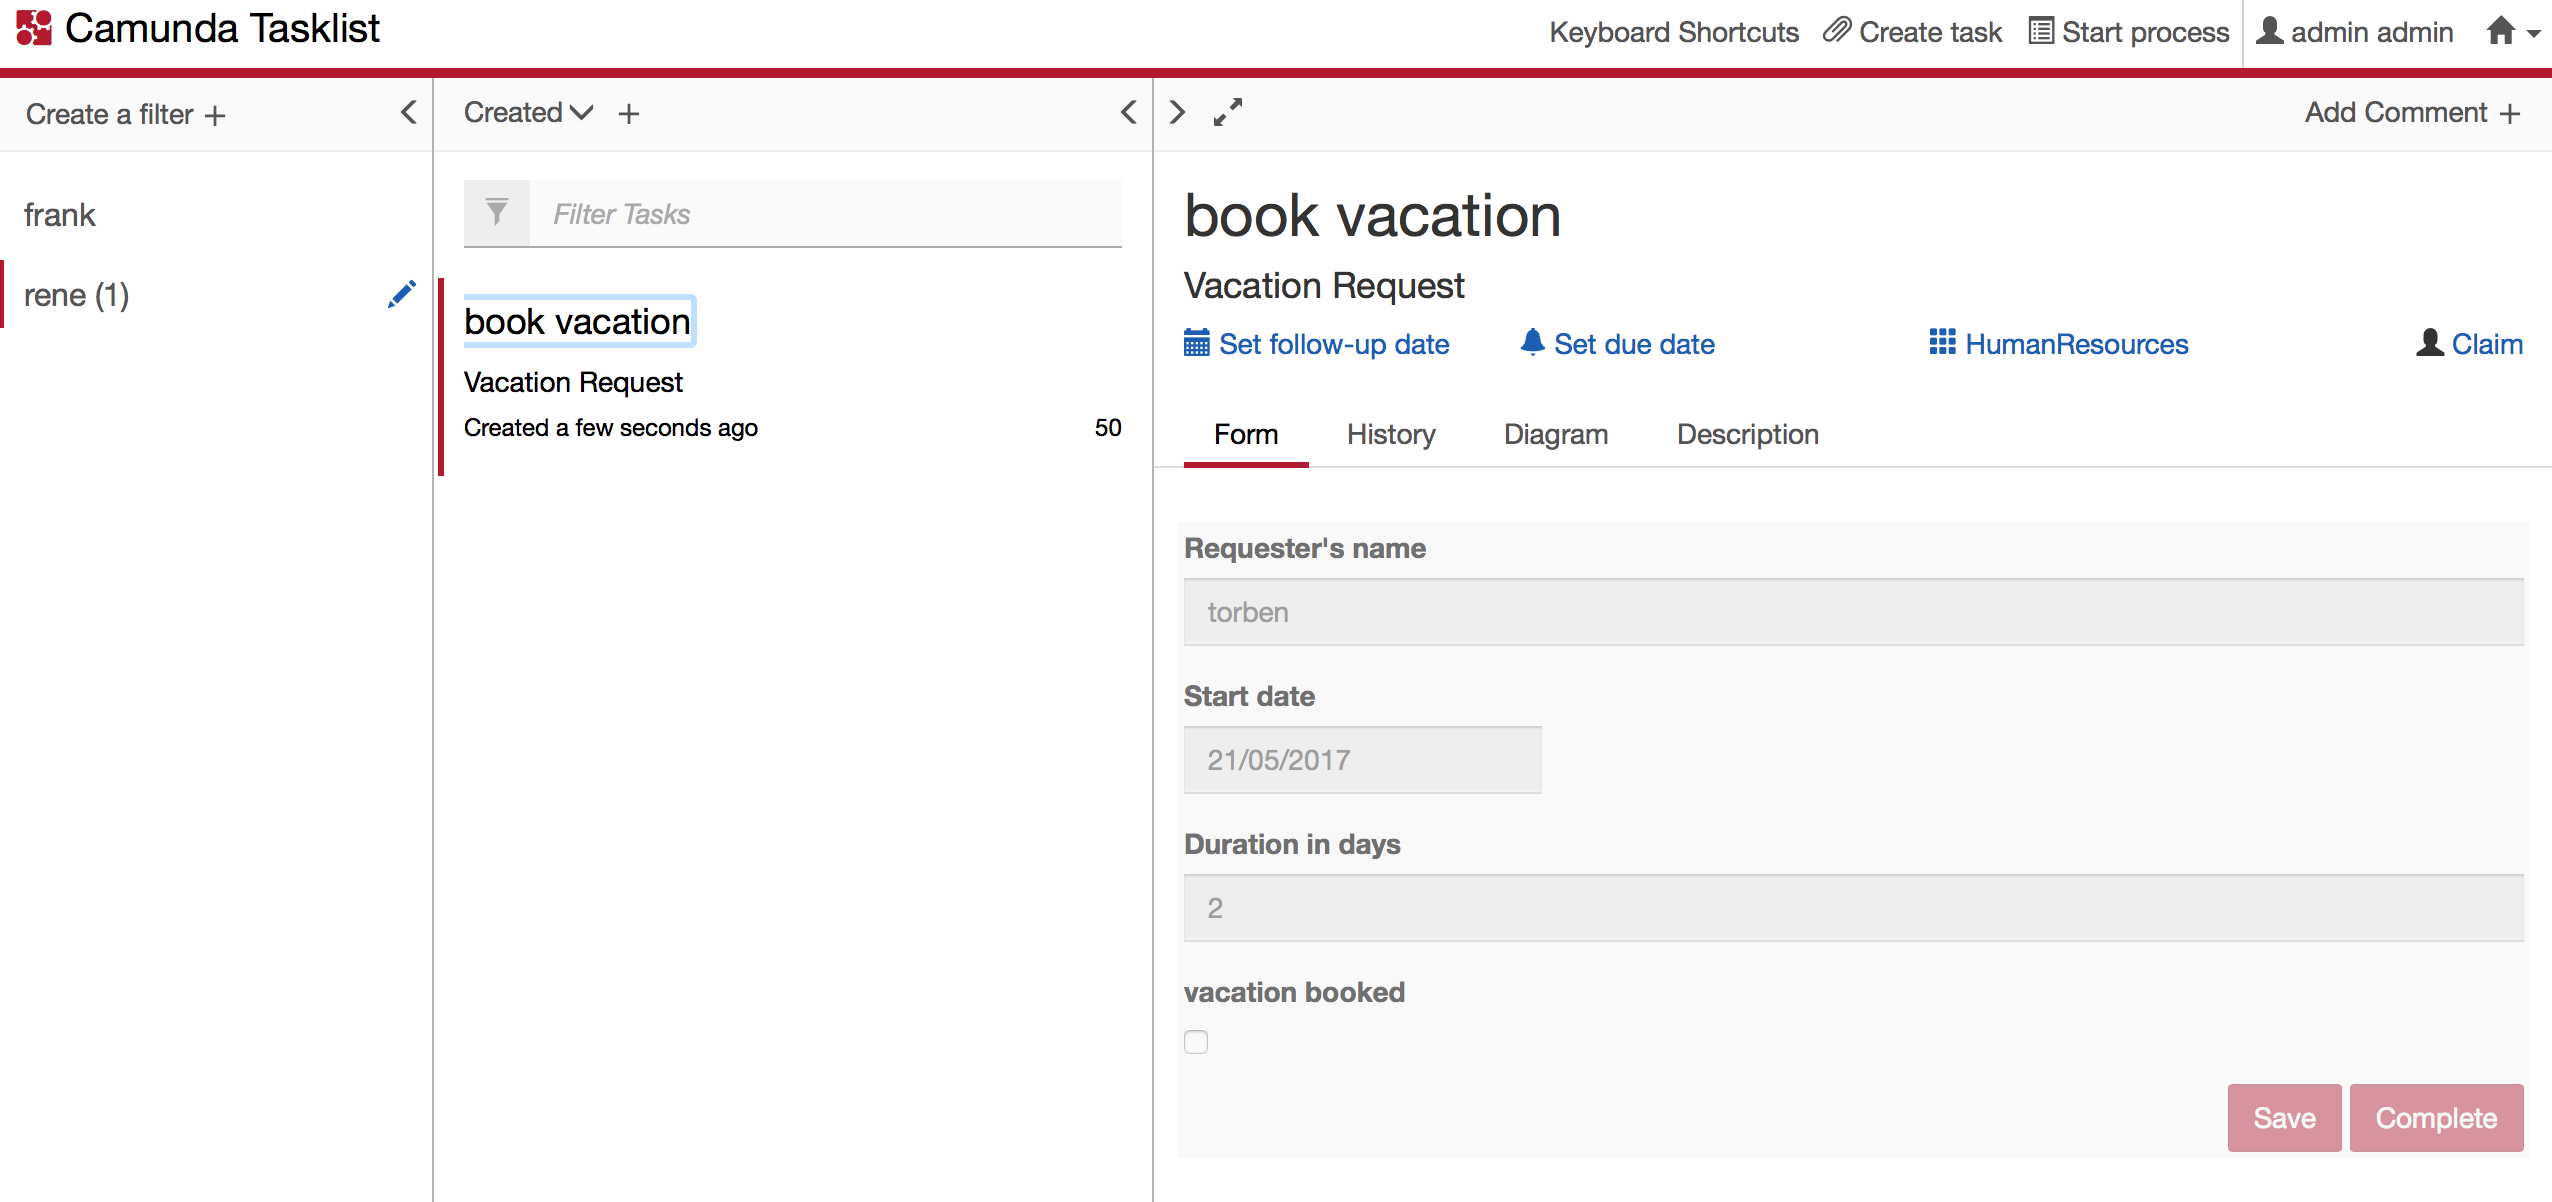 Camunda Tasklist
Keyboard Shortcuts Create task Start process admin admin
Create a filter +
Created +
Add Comment +
frank
rene (1)
Filter Tasks
book vacation
Vacation Request
Created a few seconds ago 50
book vacation
Vacation Request
Set follow-up date Set due date HumanResources Claim
Form History Diagram Description
Requester's name
torben
Start date
21/05/2017
Duration in days
2
vacation booked
Save Complete